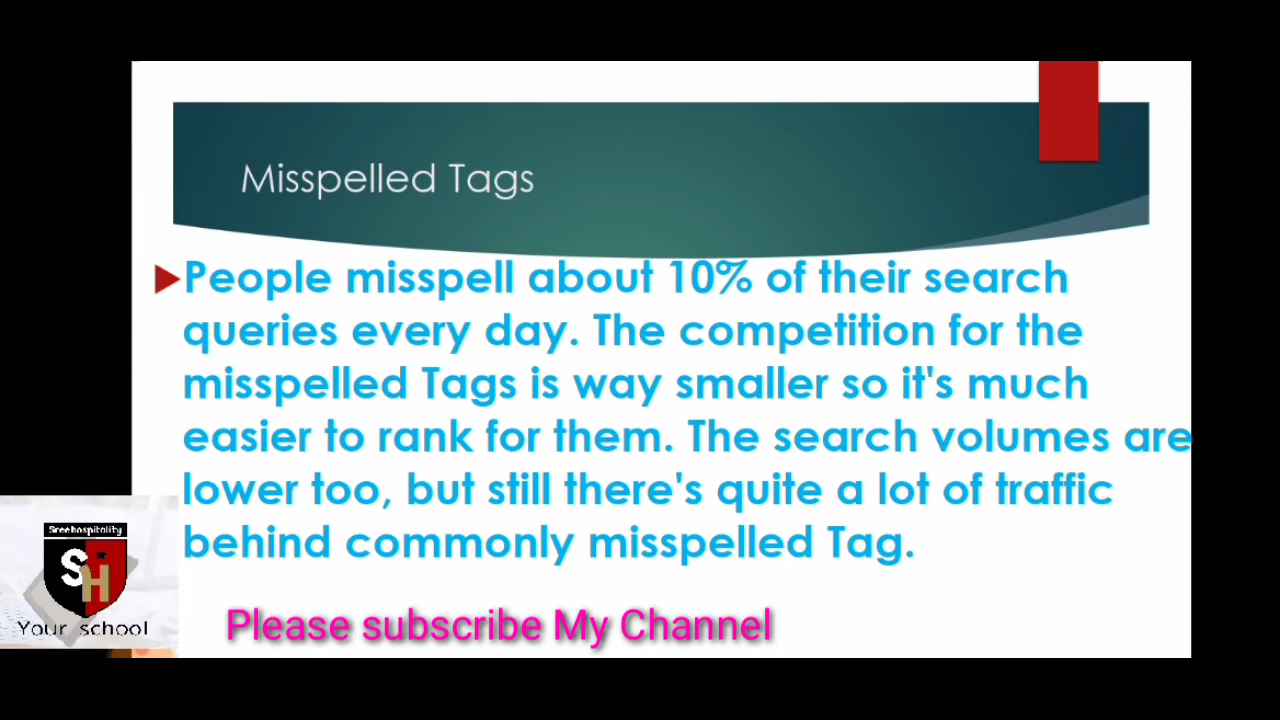 Misspelled Tags
People misspell about 10% of their search
queries every day. The competition for the
misspelled Tags is way smaller so it's much
easier to rank for them. The search volumes are
lower too, but still there's quite a lot of traffic
behind commonly misspelled Tag.
Sreehospitality
SH
Your school
Please subscribe My Channel